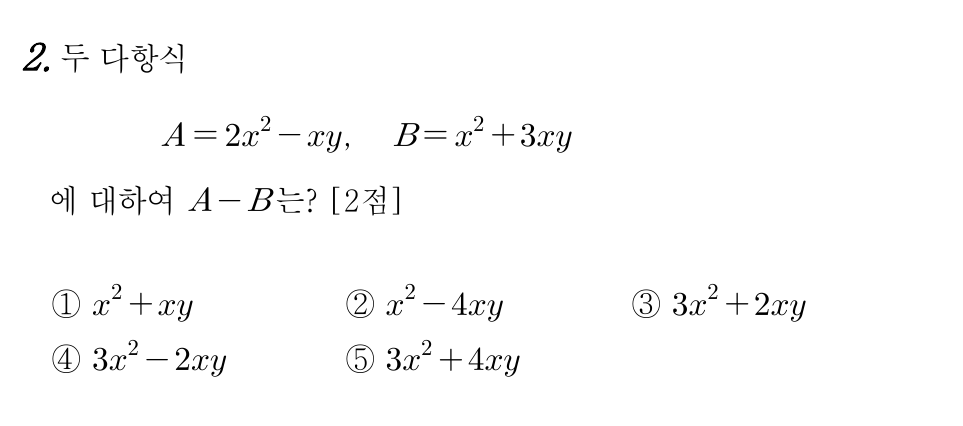 2. 두 다항식
A=2x²-xy, B=x²+3xy
에 대하여 A-B는? [2점]
① x²+xy ② x²-4xy ③ 3x²+2xy
④ 3x²-2xy ⑤ 3x²+4xy